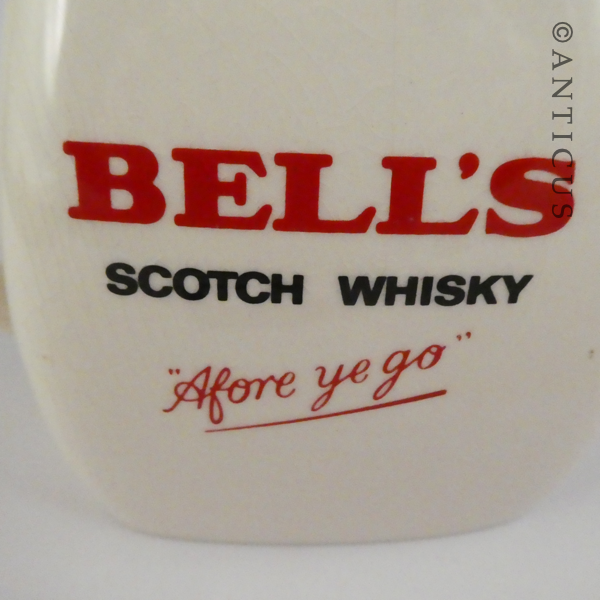 BELL'S
SCOTCH WHISKY
"Afore ye go"
© ANTICUS